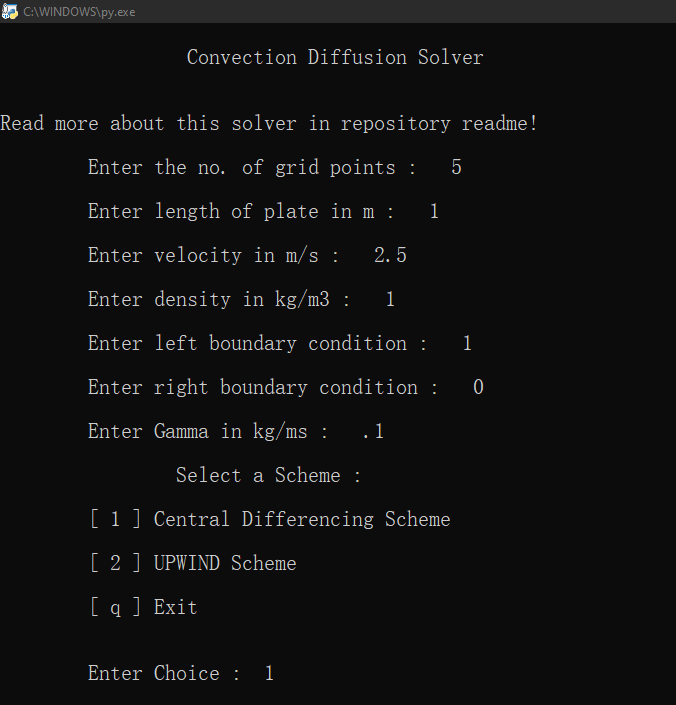 C:\WINDOWS\py.exe
Convection Diffusion Solver
Read more about this solver in repository readme!
Enter the no. of grid points : 5
Enter length of plate in m : 1
Enter velocity in m/s : 2.5
Enter density in kg/m3 : 1
Enter left boundary condition : 1
Enter right boundary condition : 0
Enter Gamma in kg/ms : .1
Select a Scheme :
[ 1 ] Central Differencing Scheme
[ 2 ] UPWIND Scheme
[ q ] Exit
Enter Choice : 1